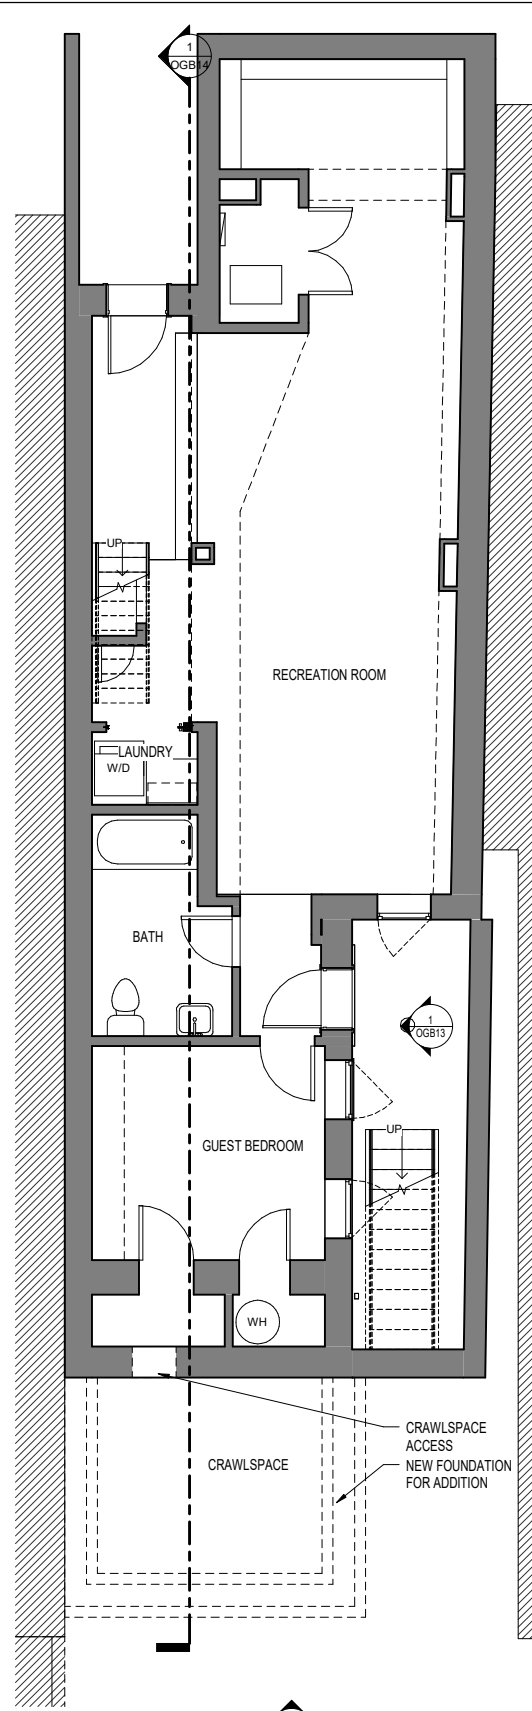 1
OGB14
UP
RECREATION ROOM
LAUNDRY
W/D
BATH
1
OGB13
UP
GUEST BEDROOM
WH
CRAWLSPACE
ACCESS
CRAWLSPACE
NEW FOUNDATION
FOR ADDITION